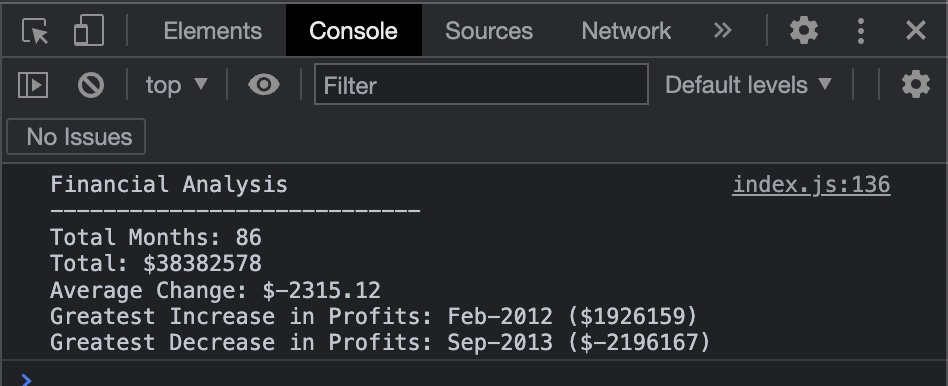 Elements Console Sources Network »
top ▼ Filter Default levels ▼
No Issues
Financial Analysis index.js:136
----------------------------
Total Months: 86
Total: $38382578
Average Change: $-2315.12
Greatest Increase in Profits: Feb-2012 ($1926159)
Greatest Decrease in Profits: Sep-2013 ($-2196167)